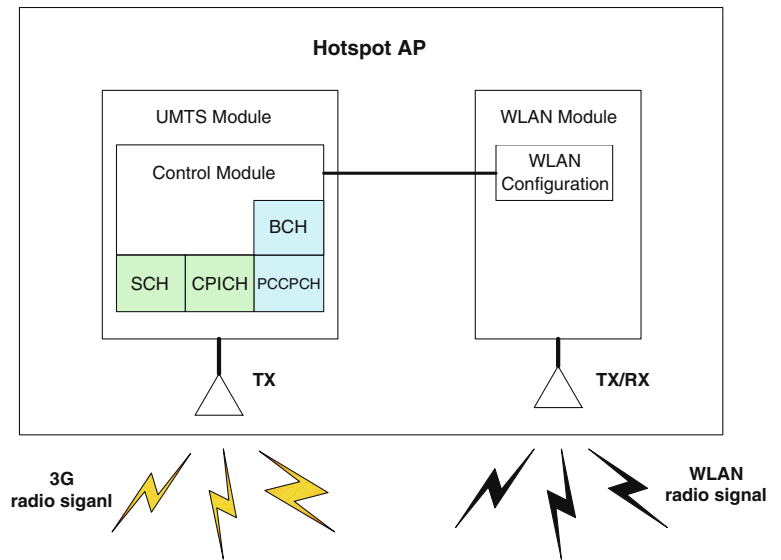 Hotspot AP
UMTS Module
Control Module
BCH
SCH
CPICH
PCCPCH
TX
WLAN Module
WLAN
Configuration
TX/RX
3G
radio siganl
WLAN
radio signal